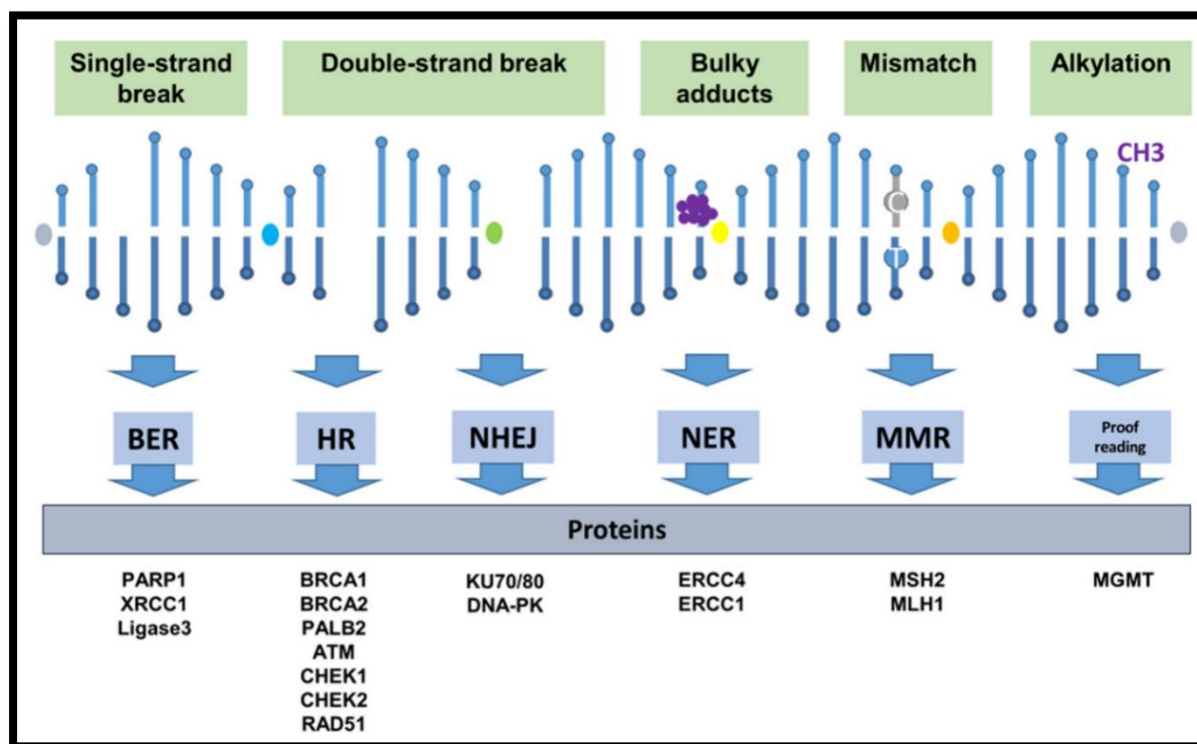 Single-strand
break
Double-strand break
Bulky
adducts
Mismatch
Alkylation
CH3
C
T
BER
HR
NHEJ
NER
MMR
Proof
reading
Proteins
PARP1
XRCC1
Ligase3
BRCA1
BRCA2
PALB2
ATM
CHEK1
CHEK2
RAD51
KU70/80
DNA-PK
ERCC4
ERCC1
MSH2
MLH1
MGMT